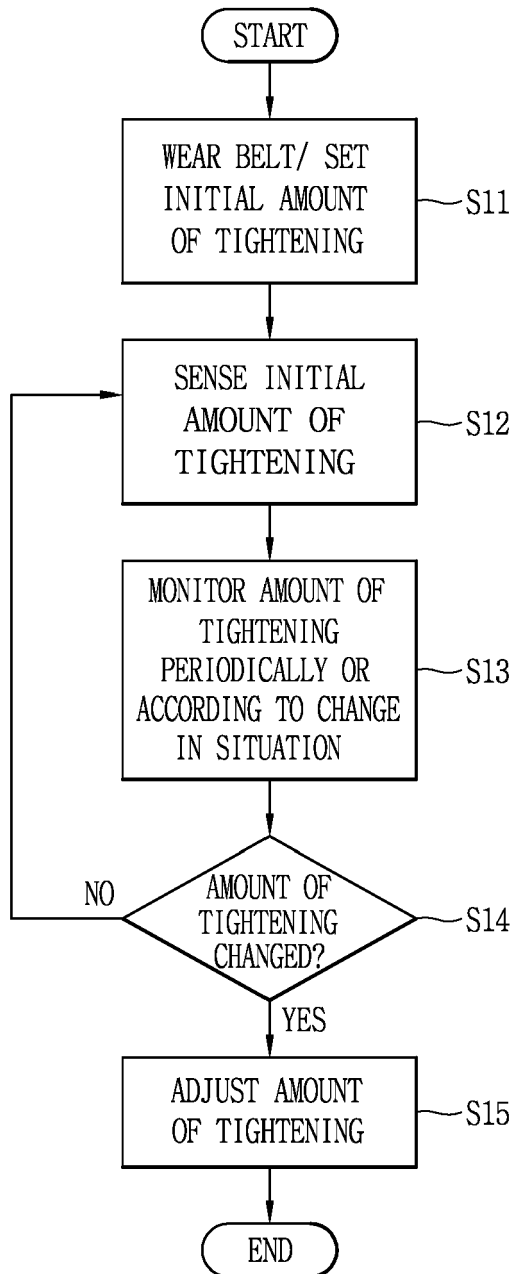 START
WEAR BELT/ SET
INITIAL AMOUNT
OF TIGHTENING
S11
SENSE INITIAL
AMOUNT OF
TIGHTENING
S12
MONITOR AMOUNT OF
TIGHTENING
PERIODICALLY OR
ACCORDING TO CHANGE
IN SITUATION
S13
NO
AMOUNT OF
TIGHTENING
CHANGED?
S14
YES
ADJUST AMOUNT
OF TIGHTENING
S15
END